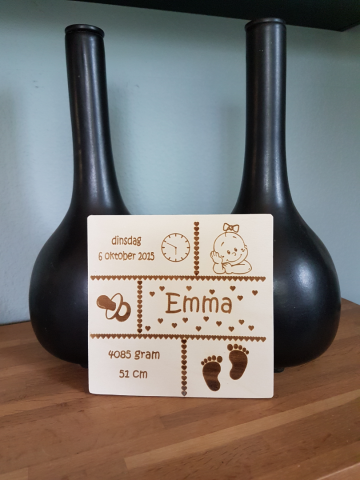 dinsdag
6 oktober 2015
Emma
4085 gram
51 cm